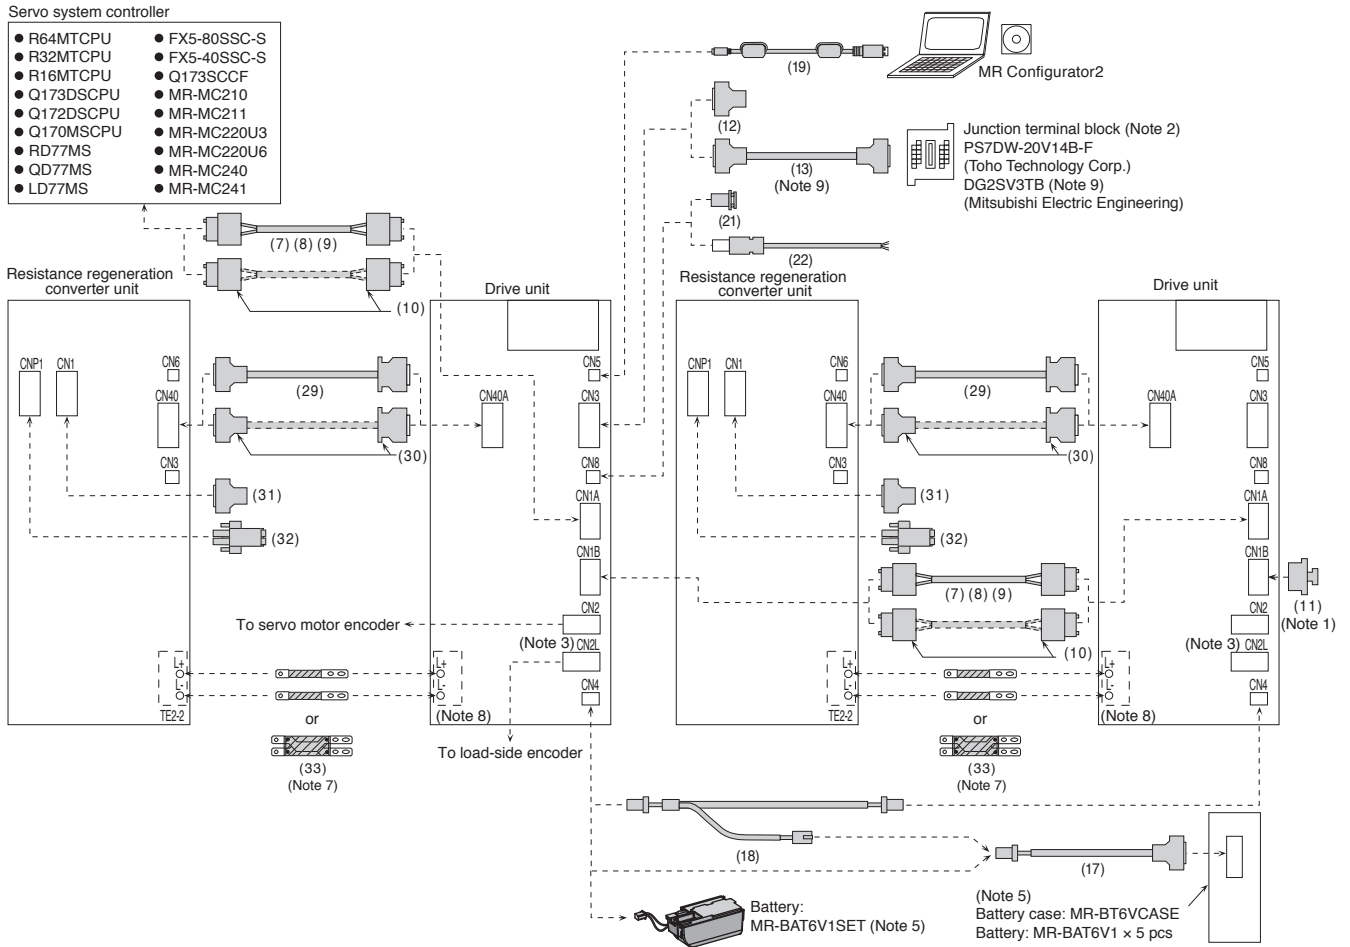 Servo system controller
● R64MTCPU
● R32MTCPU
● R16MTCPU
● Q173DSCPU
● Q172DSCPU
● Q170MSCPU
● RD77MS
● QD77MS
● LD77MS
● FX5-80SSC-S
● FX5-40SSC-S
● Q173SCCF
● MR-MC210
● MR-MC211
● MR-MC220U3
● MR-MC220U6
● MR-MC240
● MR-MC241
(19)
MR Configurator2
(12)
(13)
(Note 9)
Junction terminal block (Note 2)
PS7DW-20V14B-F
(Toho Technology Corp.)
DG2SV3TB (Note 9)
(Mitsubishi Electric Engineering)
(21)
(22)
(7) (8) (9)
(10)
Resistance regeneration
converter unit
CNP1
CN1
CN6
CN40
CN3
(29)
(30)
(31)
(32)
TE2-2
L+
L-
Drive unit
CN5
CN40A
CN3
CN8
CN1A
CN1B
CN2
To servo motor encoder
(Note 3)
CN2L
CN4
L+
L-
(Note 8)
or
(33)
(Note 7)
To load-side encoder
Resistance regeneration
converter unit
CNP1
CN1
CN6
CN40
CN3
(29)
(30)
(31)
(32)
(7) (8) (9)
(10)
L+
L-
TE2-2
or
(33)
(Note 7)
Drive unit
CN5
CN40A
CN3
CN8
CN1A
CN1B
(11)
(Note 1)
CN2
(Note 3)
CN2L
CN4
L+
L-
(Note 8)
(18)
(17)
Battery:
MR-BAT6V1SET (Note 5)
(Note 5)
Battery case: MR-BT6VCASE
Battery: MR-BAT6V1 × 5 pcs